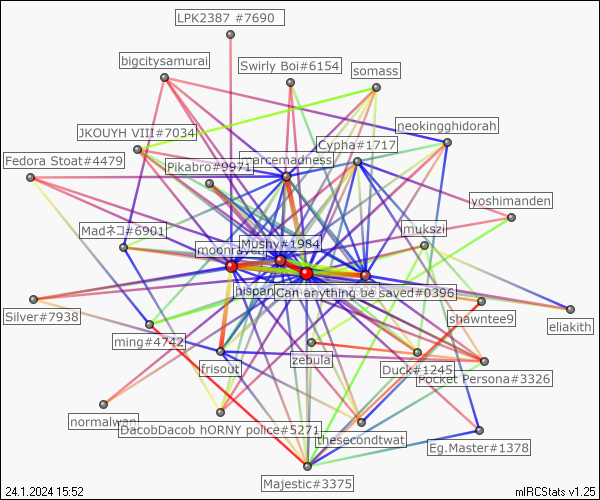 LPK2387 #7690
bigcitysamurai
Swirly Boi#6154
somass
neokingghidorah
JKOUYH VIII#7034
Cypha#1717
marcemadness
Fedora Stoat#4479
Pikabro#9971
yoshimanden
Madネコ#6901
mukszi
Mushy#1984
moonraven
hispan
Can anything be saved#0396
Silver#7938
shawntee9
eliakith
ming#4742
zebula
frisout
Duck#1245
Pocket Persona#3326
normalwan
DacobDacob hORNY police#5271
thesecondtwat
Eg.Master#1378
Majestic#3375
24.1.2024 15:52
mIRCStats v1.25